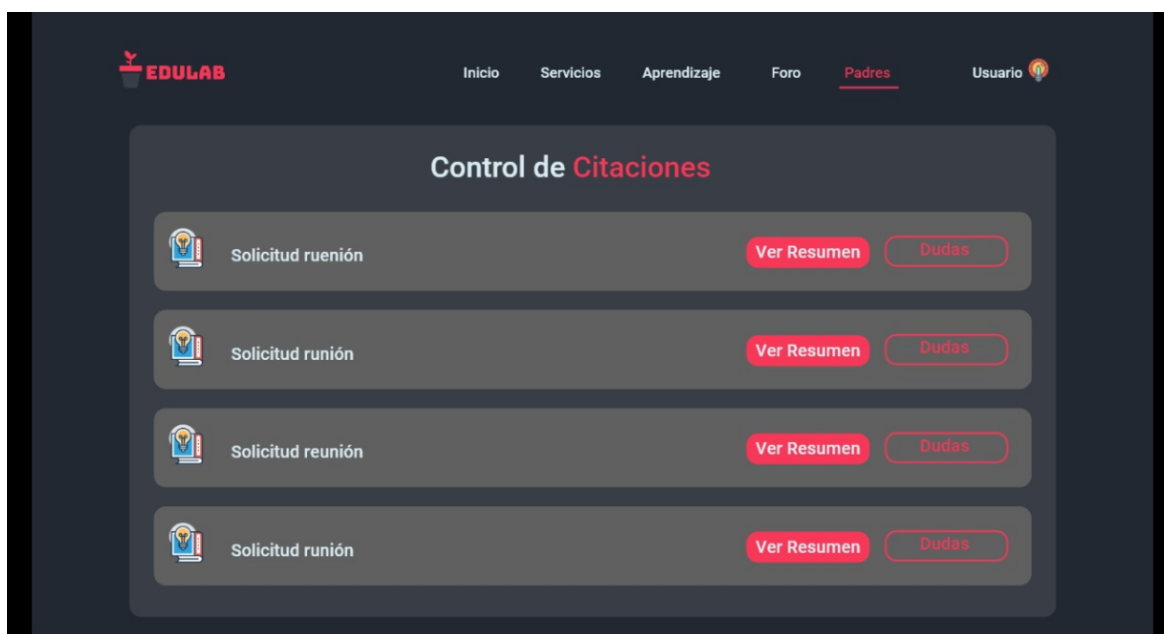 EDULAB Inicio Servicios Aprendizaje Foro Padres Usuario
Control de Citaciones
Solicitud ruenión Ver Resumen Dudas
Solicitud runión Ver Resumen Dudas
Solicitud reunión Ver Resumen Dudas
Solicitud runión Ver Resumen Dudas